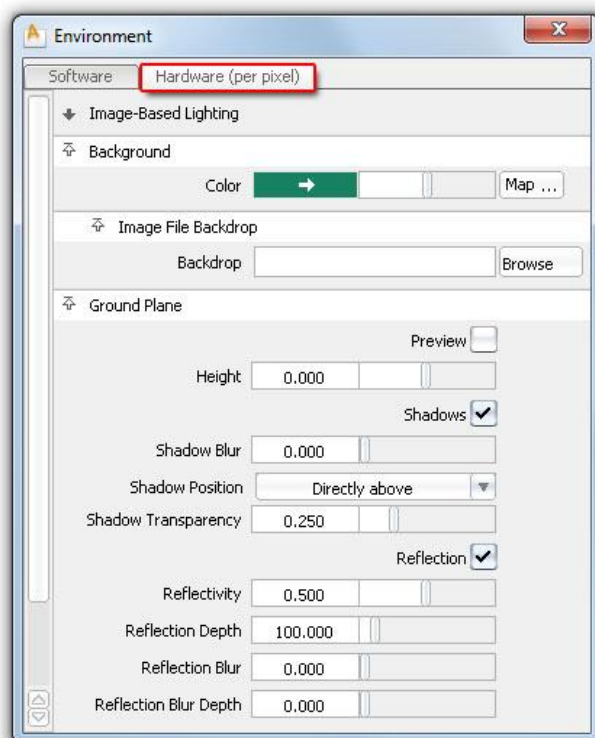 Environment
Software Hardware (per pixel)
Image-Based Lighting
Background
Color Map ...
Image File Backdrop
Backdrop Browse
Ground Plane
Preview
Height 0.000
Shadows
Shadow Blur 0.000
Shadow Position Directly above
Shadow Transparency 0.250
Reflection
Reflectivity 0.500
Reflection Depth 100.000
Reflection Blur 0.000
Reflection Blur Depth 0.000